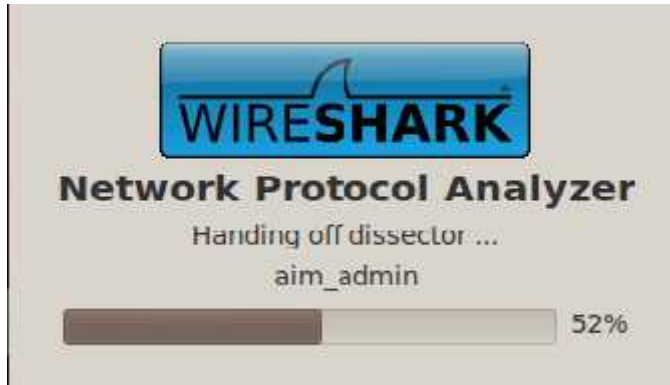 WIRESHARK
Network Protocol Analyzer
Handing off dissector ...
aim_admin
52%